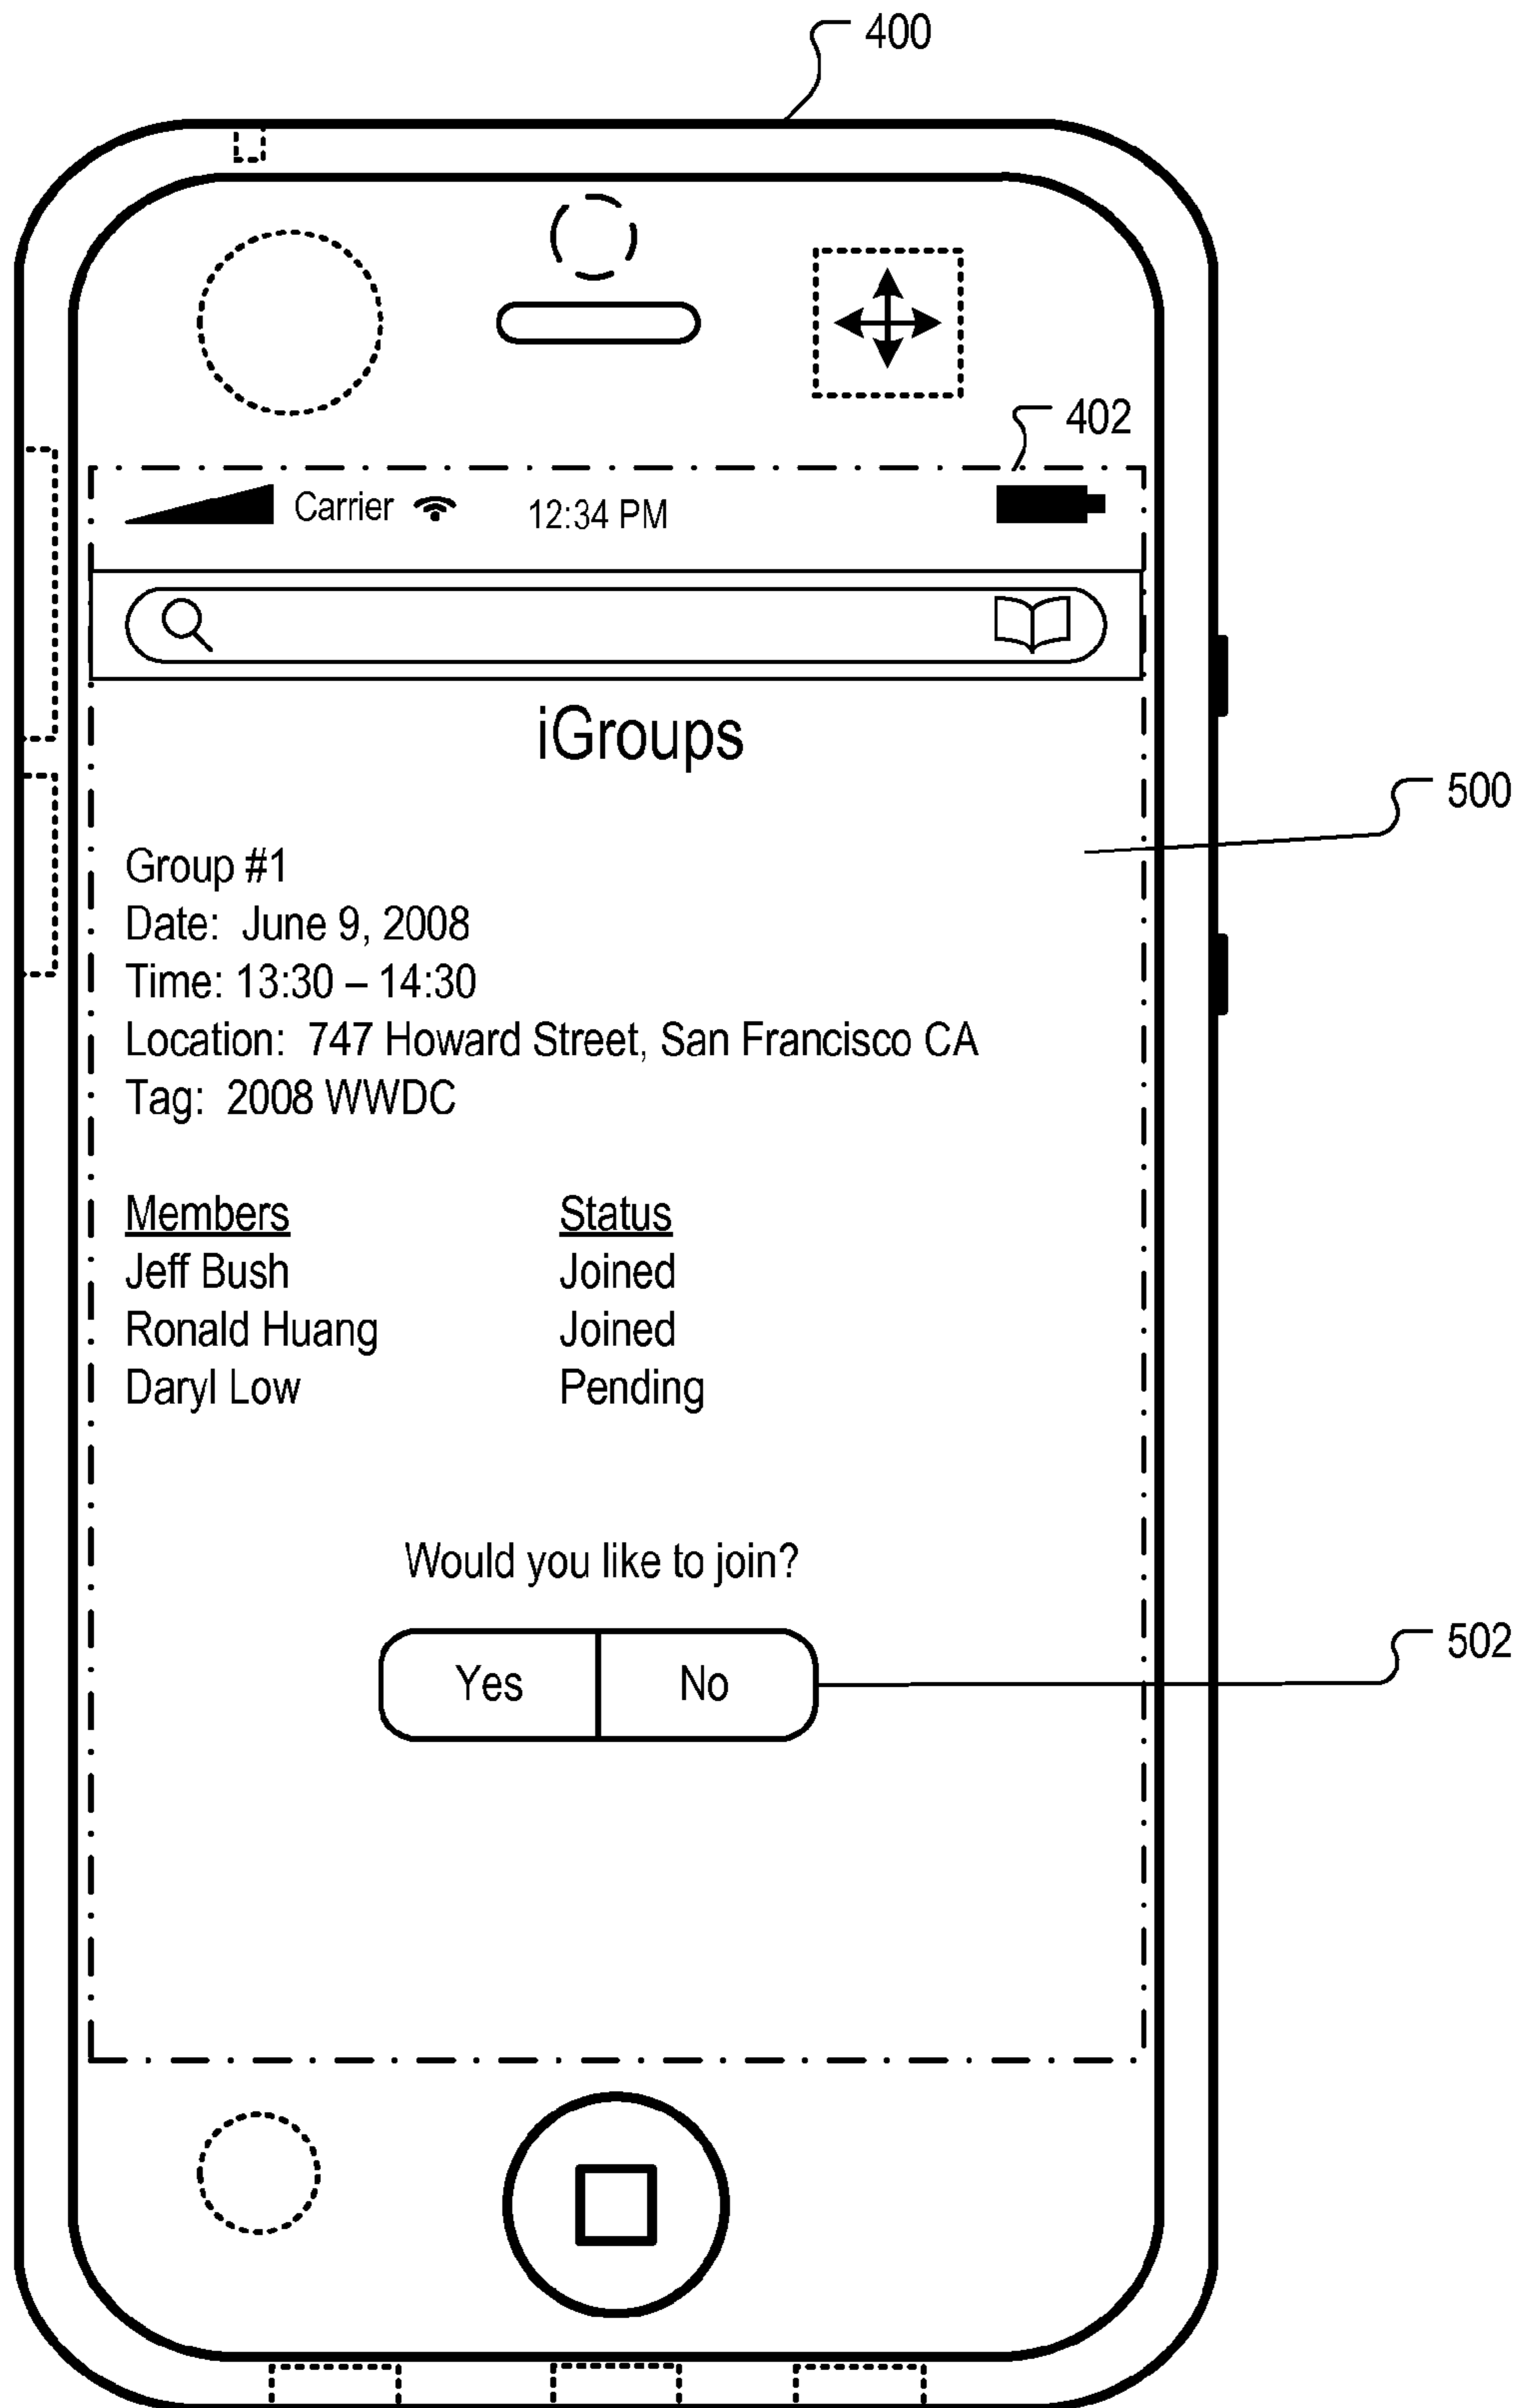 400
402
Carrier 12:34 PM
iGroups
500
Group #1
Date: June 9, 2008
Time: 13:30 – 14:30
Location: 747 Howard Street, San Francisco CA
Tag: 2008 WWDC
Members Status
Jeff Bush Joined
Ronald Huang Joined
Daryl Low Pending
Would you like to join?
Yes No
502